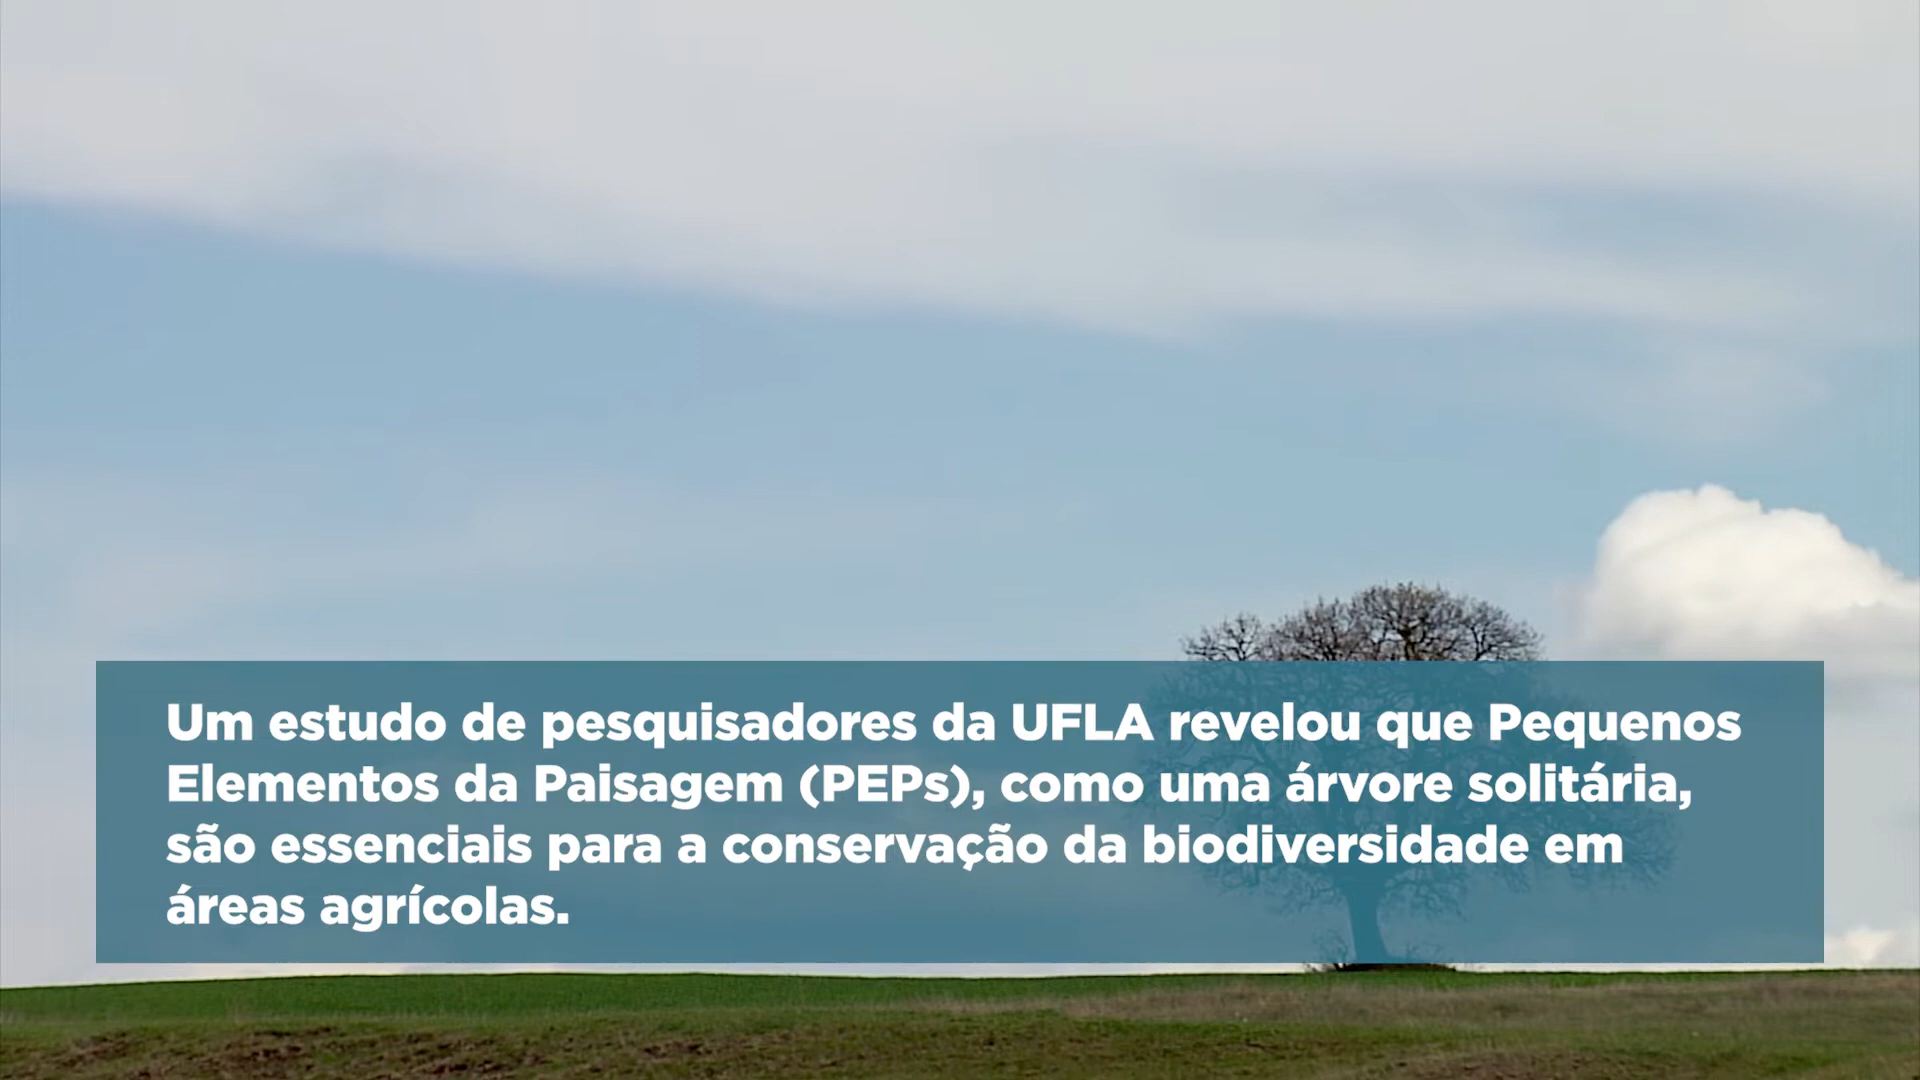 Um estudo de pesquisadores da UFLA revelou que Pequenos
Elementos da Paisagem (PEPs), como uma árvore solitária,
são essenciais para a conservação da biodiversidade em
áreas agrícolas.